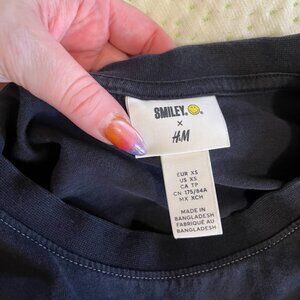 SMILEY®
×
H&M
EUR XS
US XS
CA TP
CN 175/84A
MX XCH
MADE IN
BANGLADESH
FABRIQUÉ AU
BANGLADESH